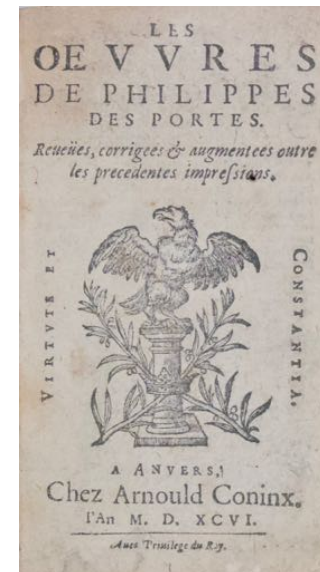 LES
OEVVRES
DE PHILIPPES
DES PORTES.
Reueües, corrigees & augmentees outre
les precedentes impreſsions.
VIRTVTE ET
CONSTANTIA.
A ANVERS,
Chez Arnould Coninx.
l'An M. D. XCVI.
Auec Priuilege du Roy.